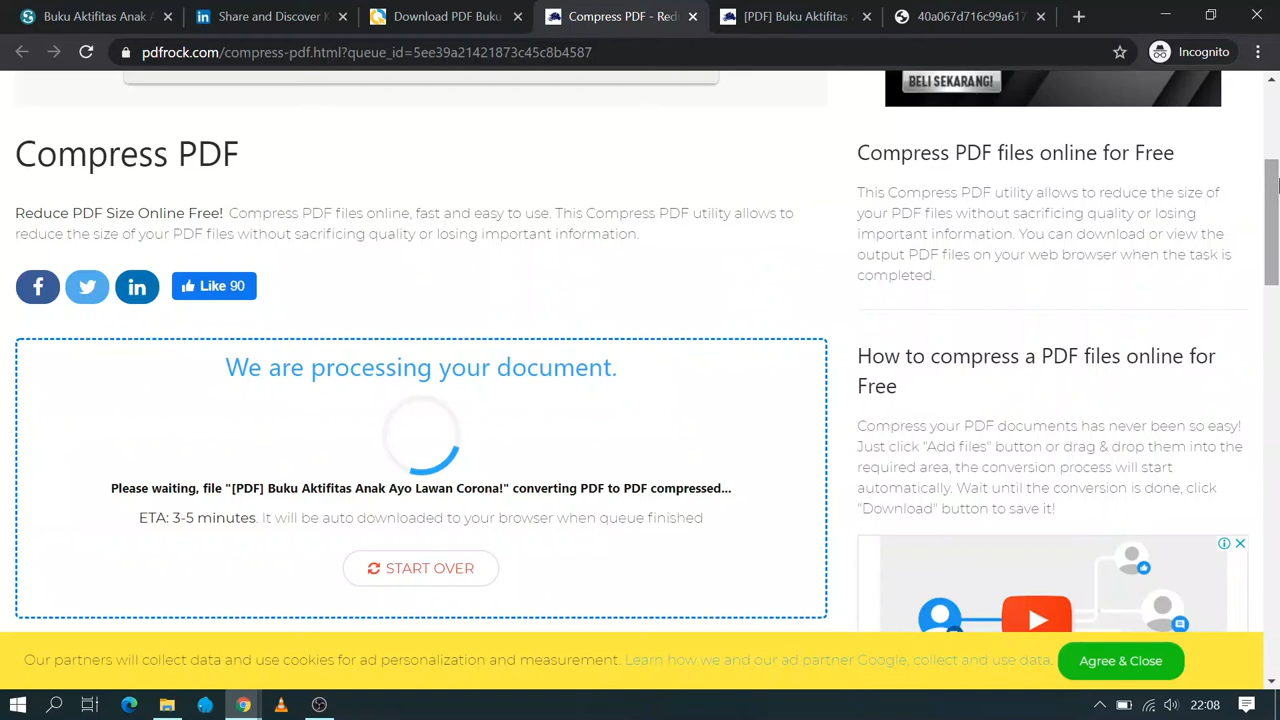 Buku Aktifitas Anak
Share and Discover
Download PDF Buku
Compress PDF - Red
[PDF] Buku Aktifitas
40a067d716c99a617
pdfrock.com/compress-pdf.html?queue_id=5ee39a21421873c45c8b4587
Incognito
BELI SEKARANG!
Compress PDF
Reduce PDF Size Online Free! Compress PDF files online, fast and easy to use. This Compress PDF utility allows to
reduce the size of your PDF files without sacrificing quality or losing important information.
Like 90
We are processing your document.
Please waiting, file "[PDF] Buku Aktifitas Anak Ayo Lawan Corona!" converting PDF to PDF compressed...
ETA: 3-5 minutes. It will be auto downloaded to your browser when queue finished
START OVER
Compress PDF files online for Free
This Compress PDF utility allows to reduce the size of
your PDF files without sacrificing quality or losing
important information. You can download or view the
output PDF files on your web browser when the task is
completed.
How to compress a PDF files online for
Free
Compress your PDF documents has never been so easy!
Just click "Add files" button or drag & drop them into the
required area, the conversion process will start
automatically. Wait until the conversion is done, click
"Download" button to save it!
Our partners will collect data and use cookies for ad personalization and measurement. Learn how we and our ad partner Google, collect and use data.
Agree & Close
22:08